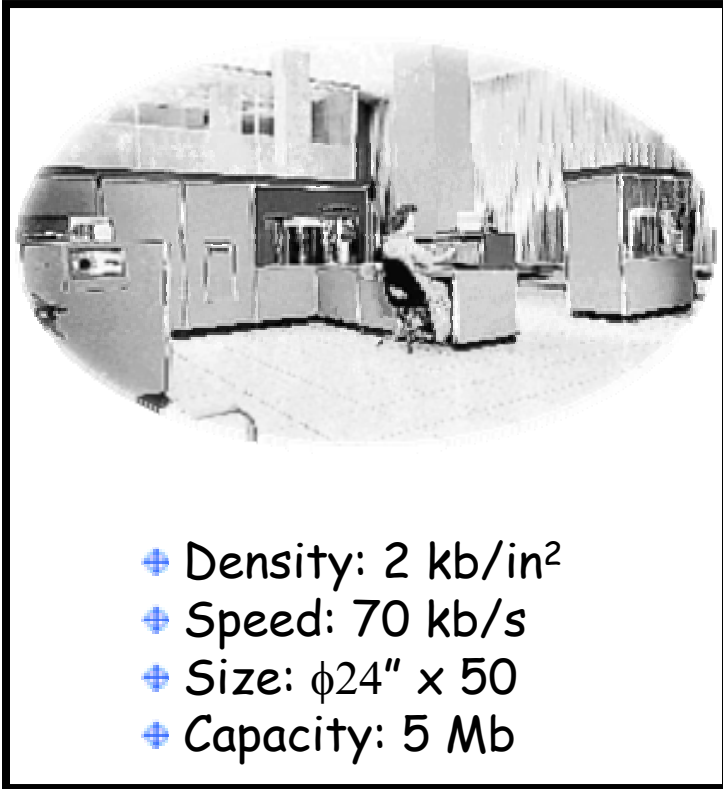 Density: 2 kb/in²
Speed: 70 kb/s
Size: ϕ24" x 50
Capacity: 5 Mb